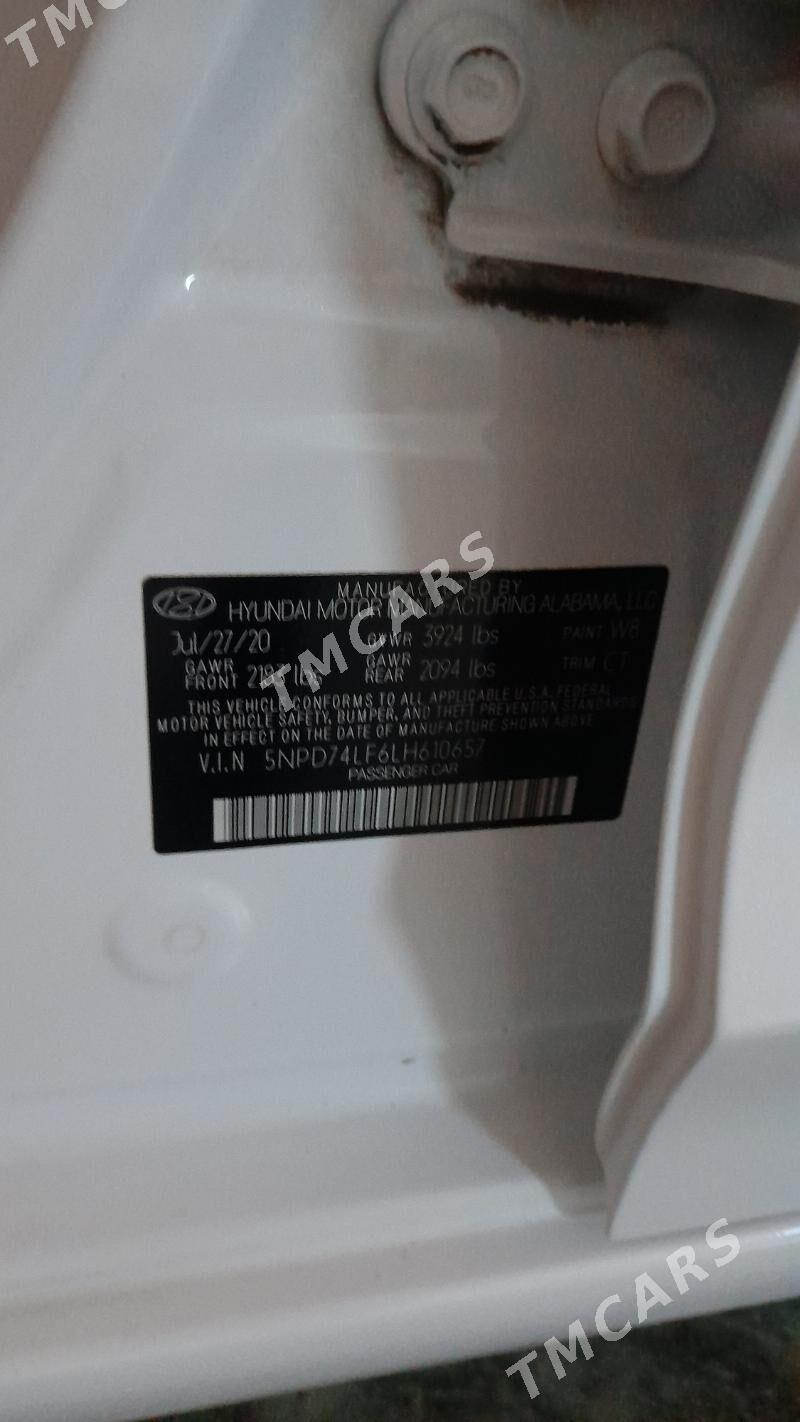 TMCARS
MANUFACTURED BY
HYUNDAI MOTOR MANUFACTURING ALABAMA, LLC
Jul/27/20 GVWR 3924 lbs PAINT W8
GAWR FRONT lbs GAWR REAR 2094 lbs TRIM CT
THIS VEHICLE CONFORMS TO ALL APPLICABLE U.S.A. FEDERAL
MOTOR VEHICLE SAFETY, BUMPER, AND THEFT PREVENTION STANDARDS
IN EFFECT ON THE DATE OF MANUFACTURE SHOWN ABOVE
V.I.N 5NPD74LF6LH610657
PASSENGER CAR
TMCARS
TMCARS